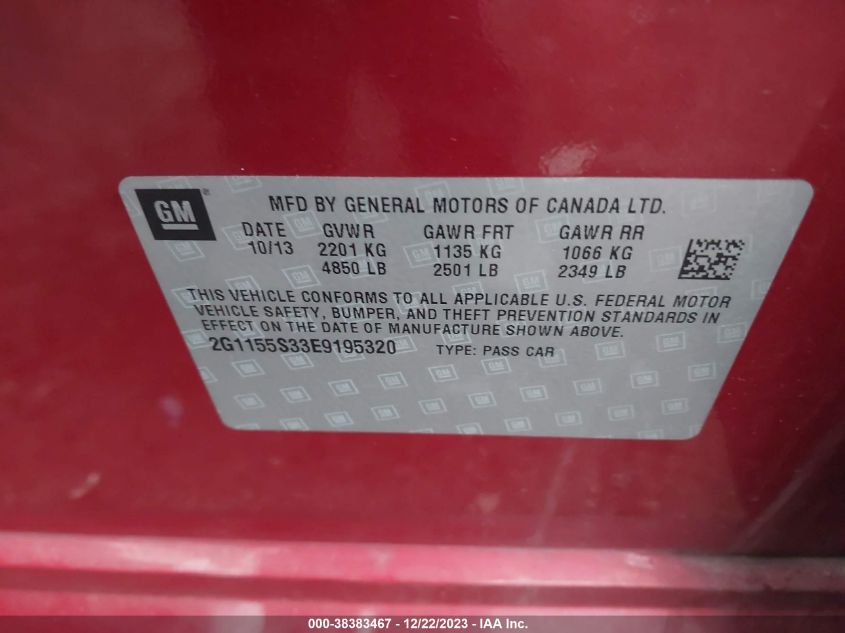 GM
MFD BY GENERAL MOTORS OF CANADA LTD.
DATE GVWR GAWR FRT GAWR RR
10/13 2201 KG 1135 KG 1066 KG
4850 LB 2501 LB 2349 LB
THIS VEHICLE CONFORMS TO ALL APPLICABLE U.S. FEDERAL MOTOR
VEHICLE SAFETY, BUMPER, AND THEFT PREVENTION STANDARDS IN
EFFECT ON THE DATE OF MANUFACTURE SHOWN ABOVE.
2G1155S33E9195320 TYPE: PASS CAR
000-38383467 - 12/22/2023 - IAA Inc.